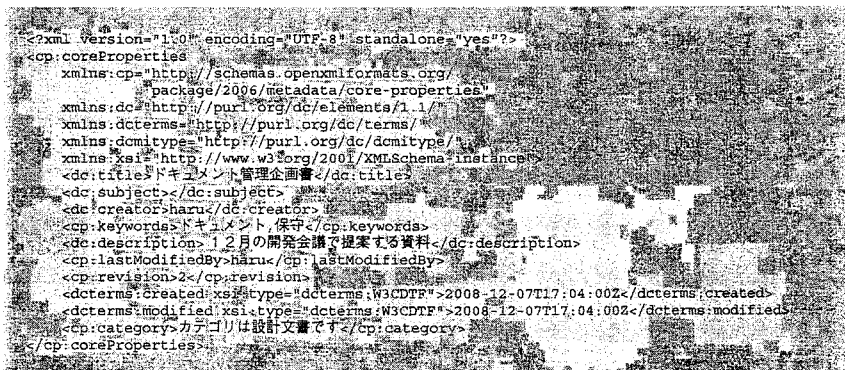 <?xml version="1.0" encoding="UTF-8" standalone="yes"?>
<cp:coreProperties
xmlns:cp="http://schemas.openxmlformats.org/
package/2006/metadata/core-properties"
xmlns:dc="http://purl.org/dc/elements/1.1/"
xmlns:dcterms="http://purl.org/dc/terms/"
xmlns:dcmitype="http://purl.org/dc/dcmitype/"
xmlns:xsi="http://www.w3.org/2001/XMLSchema-instance">
<dc:title>ドキュメント管理企画書</dc:title>
<dc:subject></dc:subject>
<dc:creator>haru</dc:creator>
<cp:keywords>ドキュメント,保守</cp:keywords>
<dc:description>１２月の開発会議で提案する資料</dc:description>
<cp:lastModifiedBy>haru</cp:lastModifiedBy>
<cp:revision>2</cp:revision>
<dcterms:created xsi:type="dcterms:W3CDTF">2008-12-07T17:04:00Z</dcterms:created>
<dcterms:modified xsi:type="dcterms:W3CDTF">2008-12-07T17:04:00Z</dcterms:modified>
<cp:category>カテゴリは設計文書です</cp:category>
</cp:coreProperties>